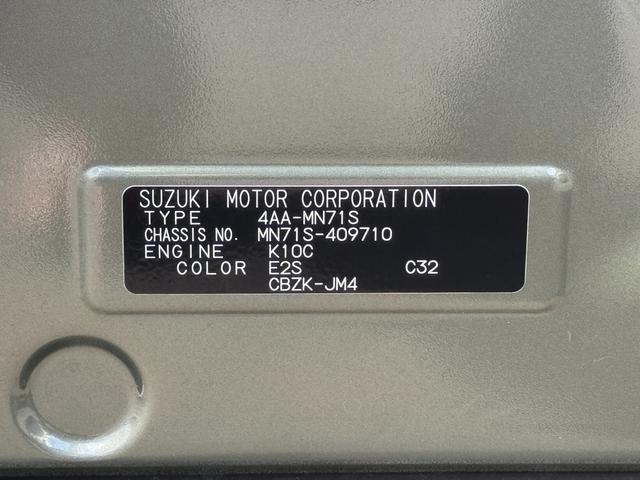 SUZUKI MOTOR CORPORATION
TYPE 4AA-MN71S
CHASSIS NO. MN71S-409710
ENGINE K10C
COLOR E2S C32
CBZK-JM4